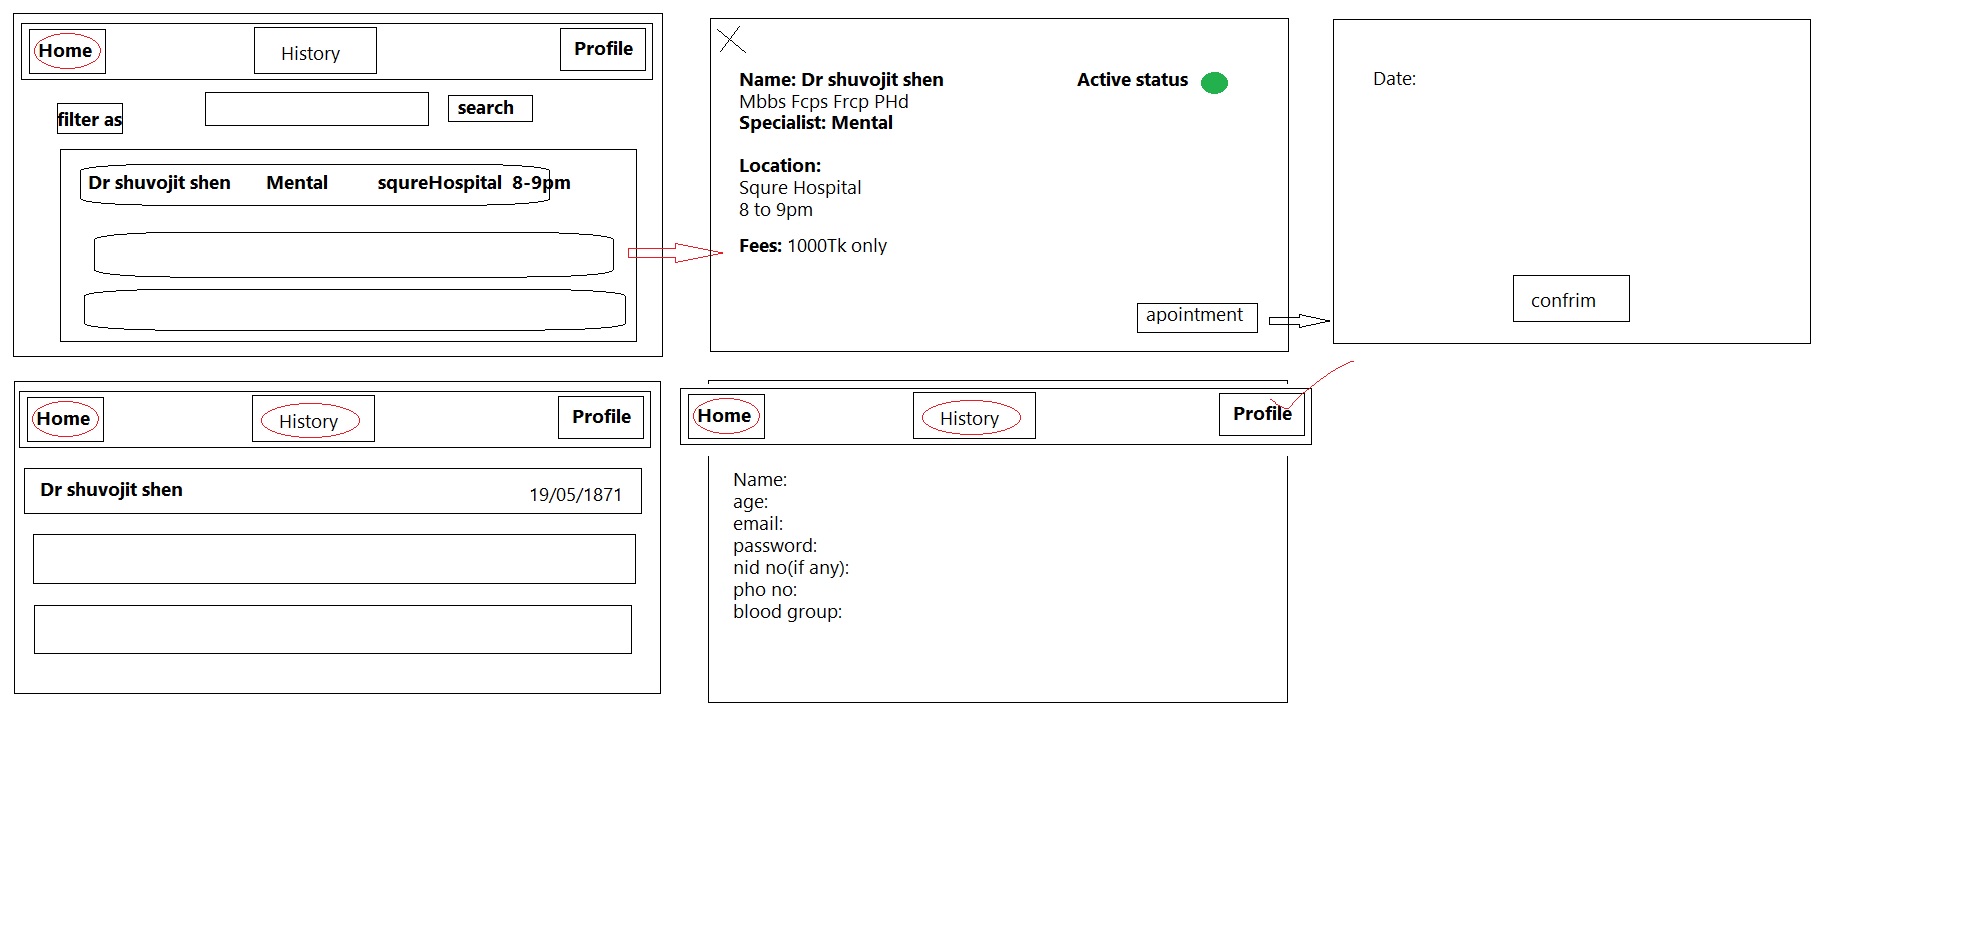 Home History Profile
filter as search
Dr shuvojit shen Mental squreHospital 8-9pm
Name: Dr shuvojit shen Active status
Mbbs Fcps Frcp PHd
Specialist: Mental
Location:
Squre Hospital
8 to 9pm
Fees: 1000Tk only
apointment
Date:
confrim
Home History Profile
Dr shuvojit shen 19/05/1871
Home History Profile
Name:
age:
email:
password:
nid no(if any):
pho no:
blood group: